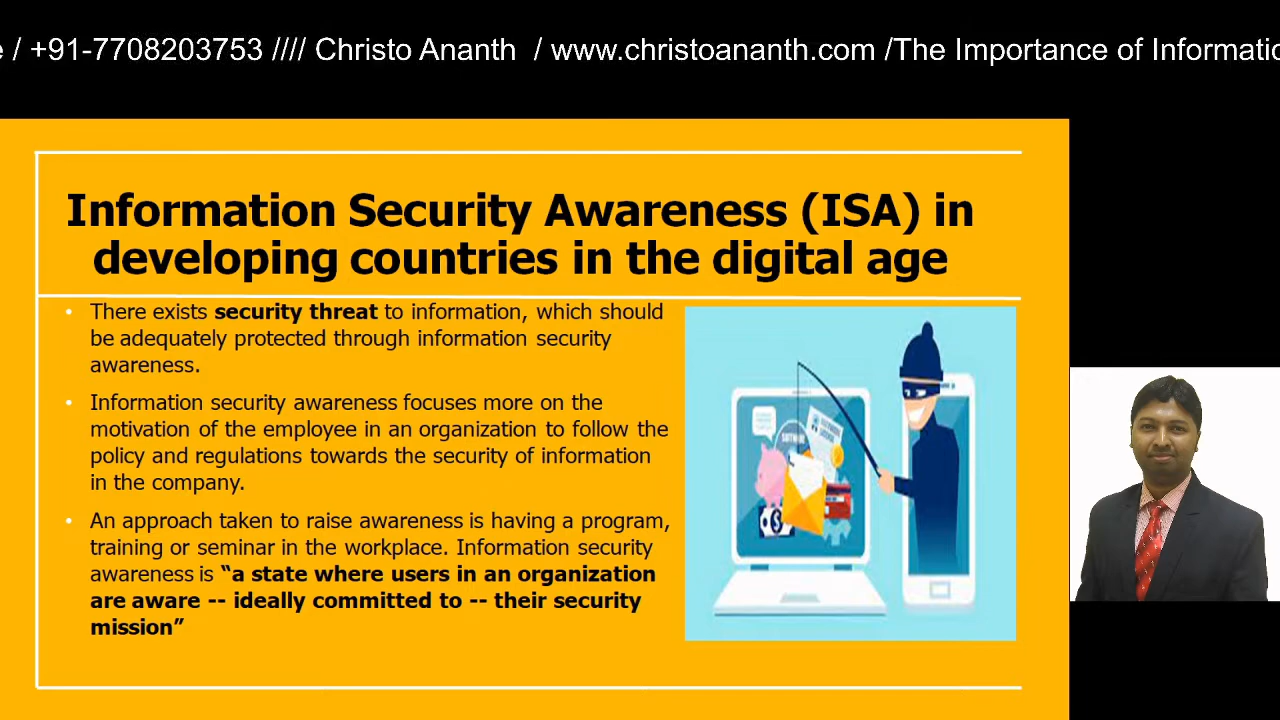 e / +91-7708203753 //// Christo Ananth / www.christoananth.com /The Importance of Informatio
Information Security Awareness (ISA) in
developing countries in the digital age
• There exists security threat to information, which should
be adequately protected through information security
awareness.
• Information security awareness focuses more on the
motivation of the employee in an organization to follow the
policy and regulations towards the security of information
in the company.
• An approach taken to raise awareness is having a program,
training or seminar in the workplace. Information security
awareness is “a state where users in an organization
are aware -- ideally committed to -- their security
mission”